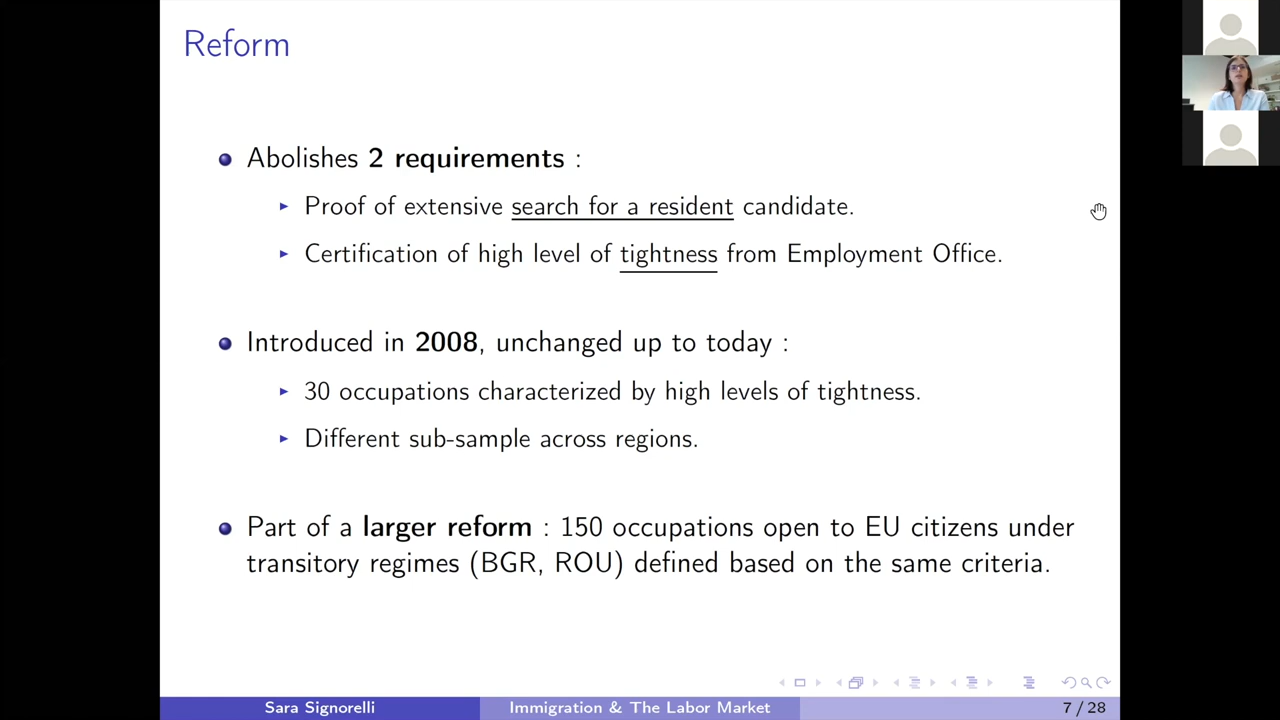 Reform
Abolishes 2 requirements :
Proof of extensive search for a resident candidate.
Certification of high level of tightness from Employment Office.
Introduced in 2008, unchanged up to today :
30 occupations characterized by high levels of tightness.
Different sub-sample across regions.
Part of a larger reform : 150 occupations open to EU citizens under
transitory regimes (BGR, ROU) defined based on the same criteria.
Sara Signorelli
Immigration & The Labor Market
7 / 28